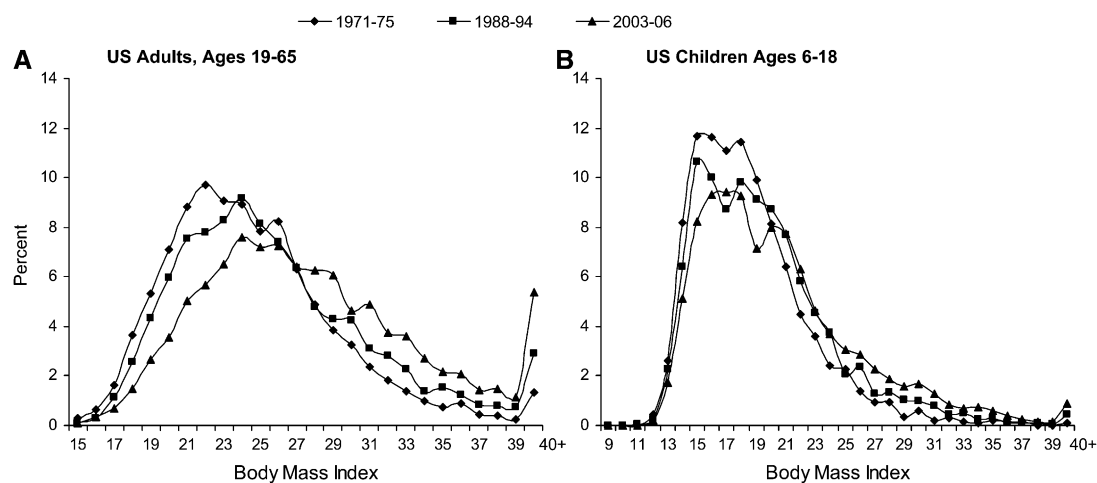 1971-75 1988-94 2003-06
A US Adults, Ages 19-65
B US Children Ages 6-18
Percent
14
12
10
8
6
4
2
0
15 17 19 21 23 25 27 29 31 33 35 37 39 40+
Body Mass Index
14
12
10
8
6
4
2
0
9 11 13 15 17 19 21 23 25 27 29 31 33 35 37 39 40+
Body Mass Index